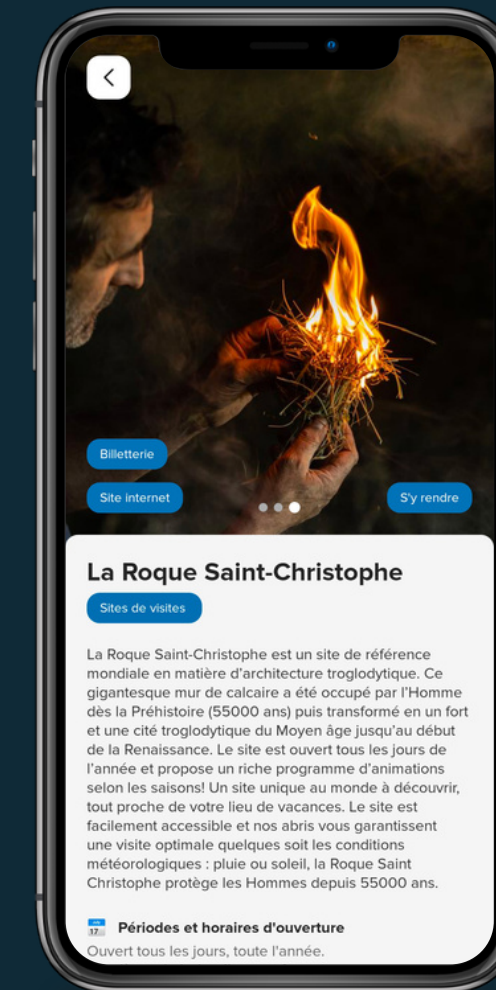 Billetterie
Site internet
S'y rendre
La Roque Saint-Christophe
Sites de visites
La Roque Saint-Christophe est un site de référence
mondiale en matière d'architecture troglodytique. Ce
gigantesque mur de calcaire a été occupé par l'Homme
dès la Préhistoire (55000 ans) puis transformé en un fort
et une cité troglodytique du Moyen âge jusqu'au début
de la Renaissance. Le site est ouvert tous les jours de
l'année et propose un riche programme d'animations
selon les saisons! Un site unique au monde à découvrir,
tout proche de votre lieu de vacances. Le site est
facilement accessible et nos abris vous garantissent
une visite optimale quelques soit les conditions
météorologiques : pluie ou soleil, la Roque Saint
Christophe protège les Hommes depuis 55000 ans.
17 Périodes et horaires d'ouverture
Ouvert tous les jours, toute l'année.